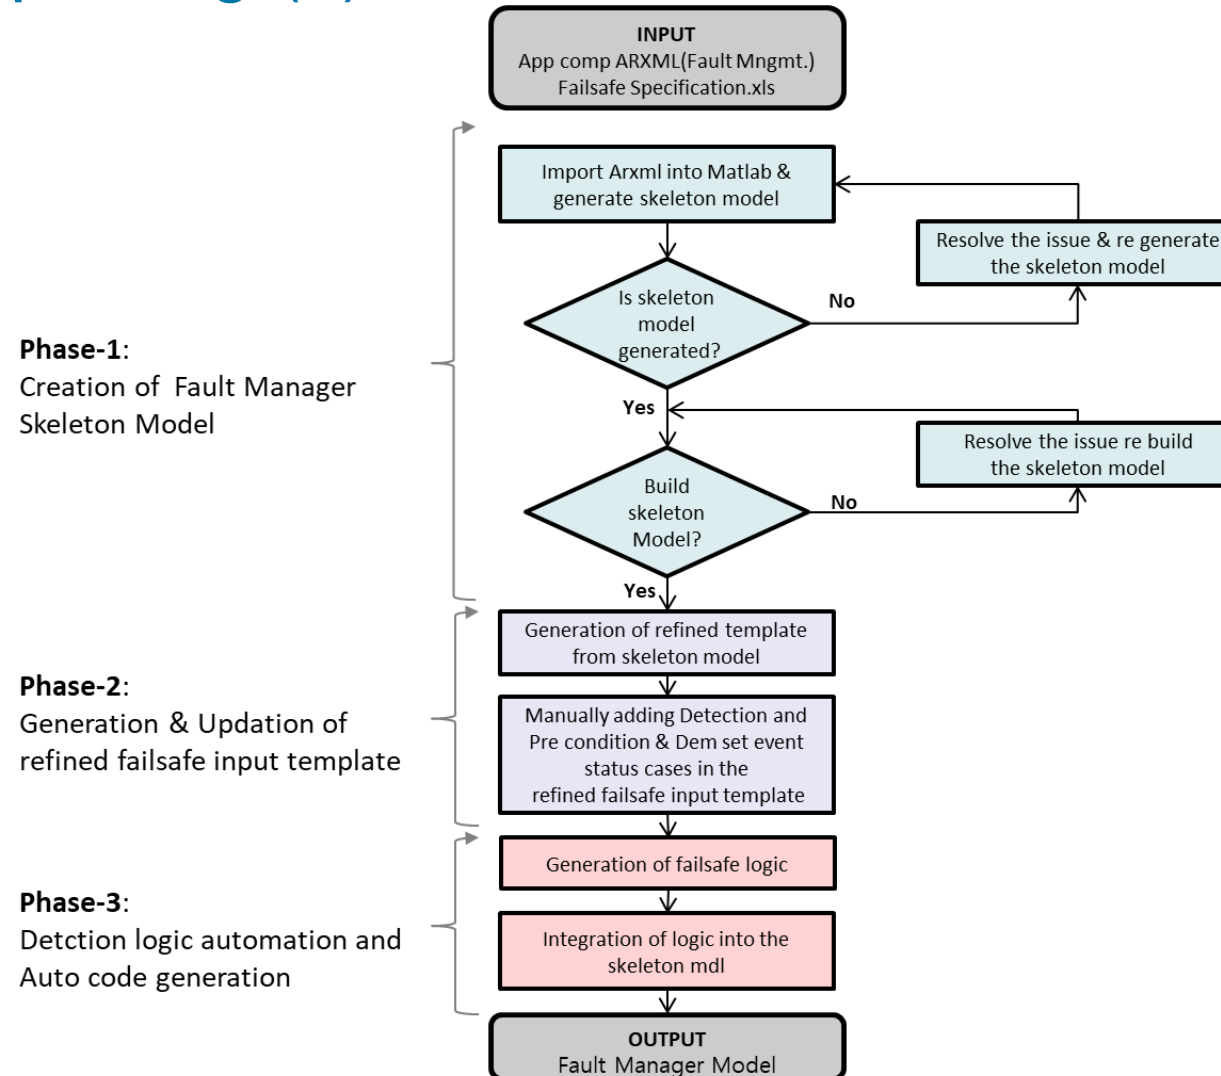 INPUT
App comp ARXML(Fault Mngmt.)
Failsafe Specification.xls
Import Arxml into Matlab &
generate skeleton model
Resolve the issue & re generate
the skeleton model
Is skeleton
model
generated?
No
Phase-1:
Creation of  Fault Manager
Skeleton Model
Yes
Resolve the issue re build
the skeleton model
Build
skeleton
Model?
No
Yes
Generation of refined template
from skeleton model
Phase-2:
Generation & Updation of
refined failsafe input template
Manually adding Detection and
Pre condition & Dem set event
status cases in the
refined failsafe input template
Generation of failsafe logic
Phase-3:
Detction logic automation and
Auto code generation
Integration of logic into the
skeleton mdl
OUTPUT
Fault Manager Model